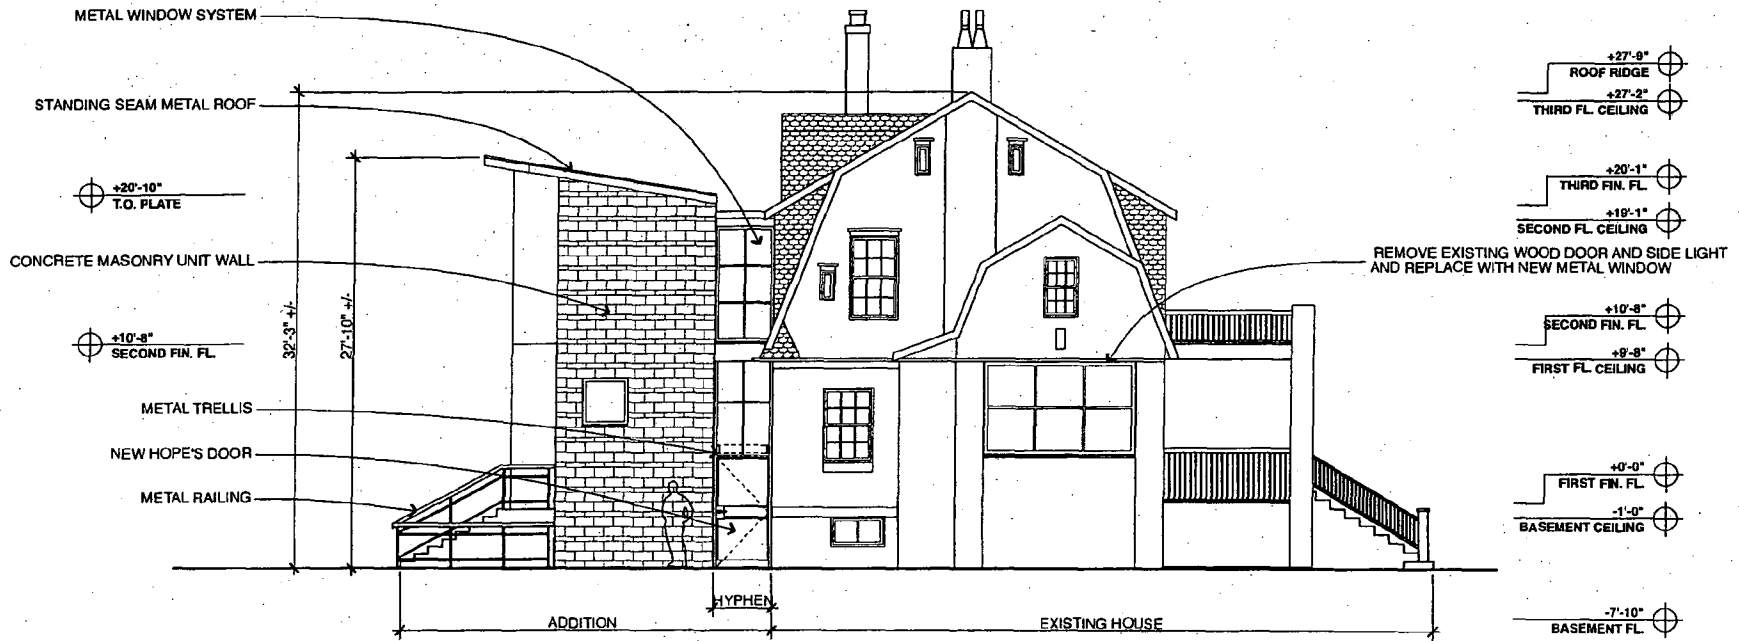 METAL WINDOW SYSTEM
STANDING SEAM METAL ROOF
+20'-10"
T.O. PLATE
CONCRETE MASONRY UNIT WALL
32'-3" +/-
27'-10" +/-
+10'-8"
SECOND FIN. FL.
METAL TRELLIS
NEW HOPE'S DOOR
METAL RAILING
HYPHEN
ADDITION
EXISTING HOUSE
REMOVE EXISTING WOOD DOOR AND SIDE LIGHT
AND REPLACE WITH NEW METAL WINDOW
+27'-9"
ROOF RIDGE
+27'-2"
THIRD FL. CEILING
+20'-1"
THIRD FIN. FL.
+19'-1"
SECOND FL. CEILING
+10'-8"
SECOND FIN. FL.
+9'-8"
FIRST FL. CEILING
+0'-0"
FIRST FIN. FL.
-1'-0"
BASEMENT CEILING
-7'-10"
BASEMENT FL.